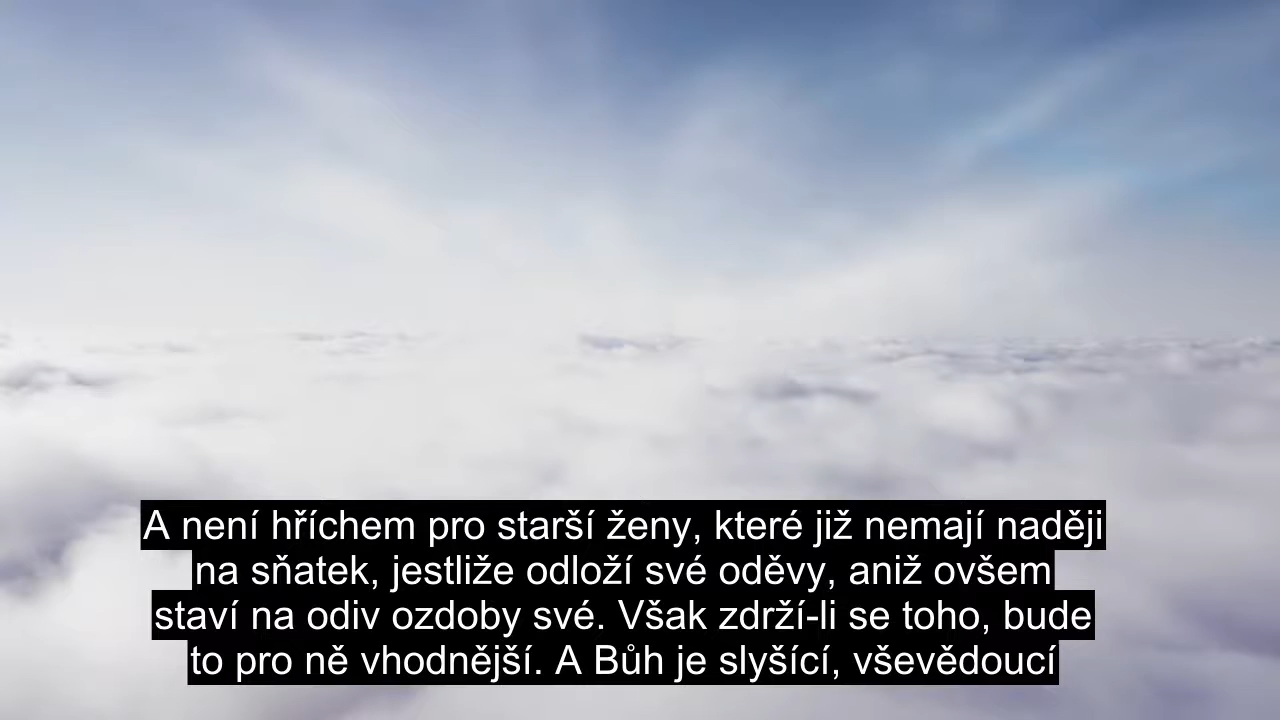 A není hříchem pro starší ženy, které již nemají naději
na sňatek, jestliže odloží své oděvy, aniž ovšem
staví na odiv ozdoby své. Však zdrží-li se toho, bude
to pro ně vhodnější. A Bůh je slyšící, vševědoucí